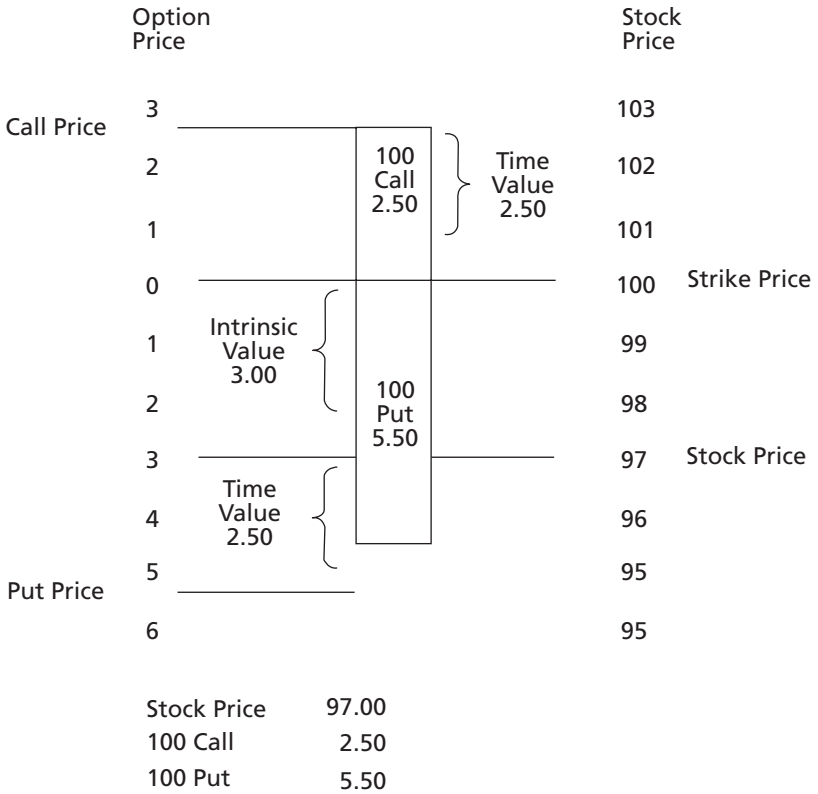 Option
Price
Stock
Price
3
103
Call Price
2
100
Call
2.50
Time
Value
2.50
102
1
101
0
100
Strike Price
1
Intrinsic
Value
3.00
99
2
100
Put
5.50
98
3
97
Stock Price
4
Time
Value
2.50
96
5
95
Put Price
6
95
Stock Price 97.00
100 Call 2.50
100 Put 5.50